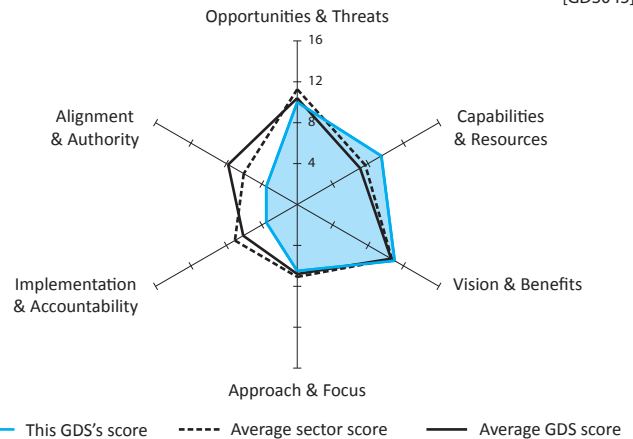 Opportunities & Threats
16
12
8
4
Alignment
& Authority
Capabilities
& Resources
Implementation
& Accountability
Vision & Benefits
Approach & Focus
This GDS's score
Average sector score
Average GDS score